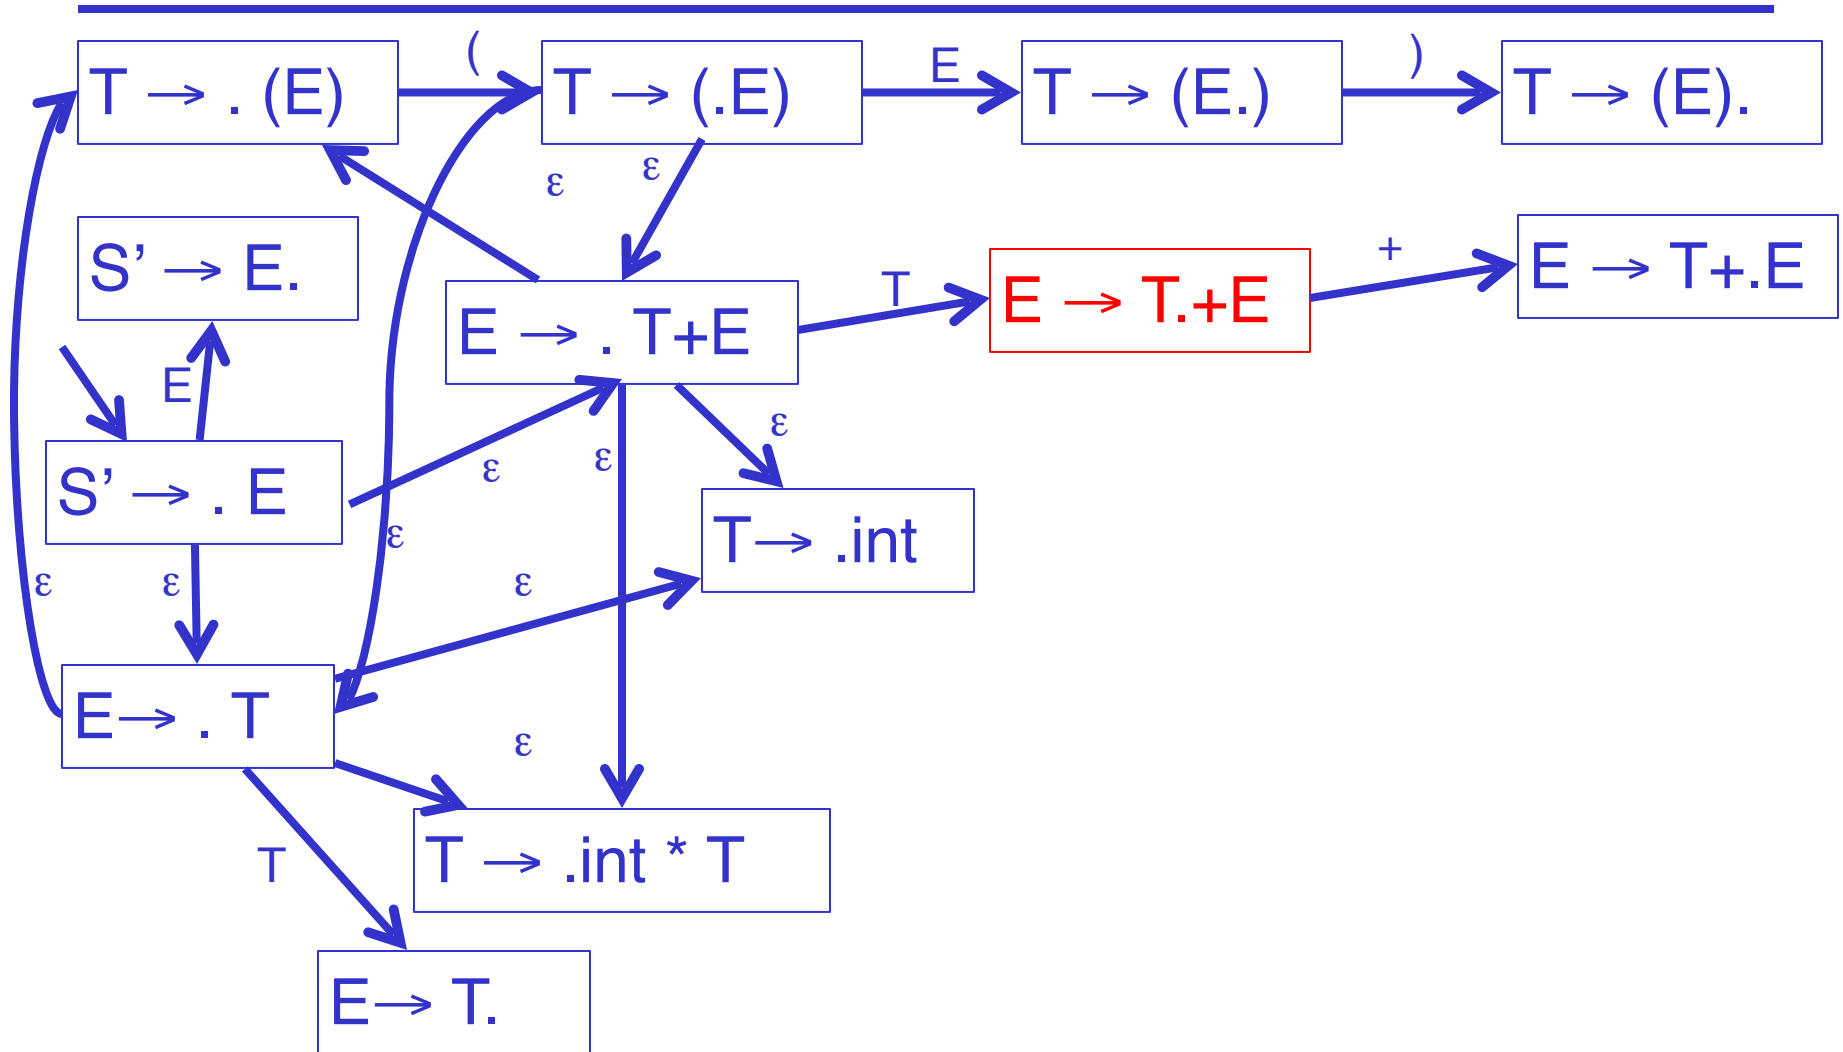 T → . (E)
(
T → (.E)
E
T → (E.)
)
T → (E).
ε
ε
S’ → E.
E → . T+E
T
E → T.+E
+
E → T+.E
E
S’ → . E
ε
ε
ε
ε
T→ .int
ε
ε
ε
E→ . T
ε
T
T → .int * T
E→ T.